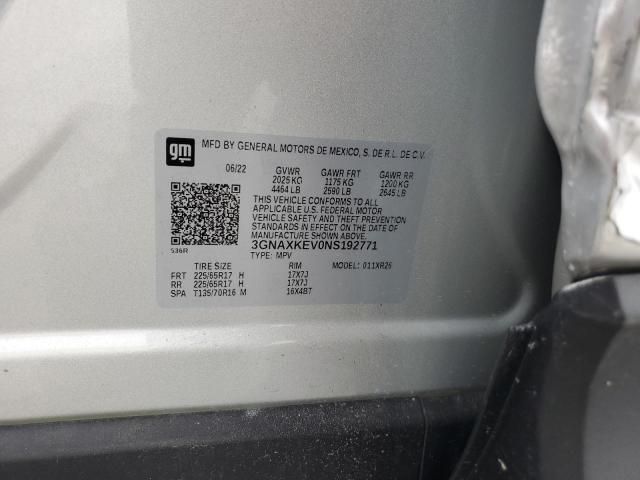 gm MFD BY GENERAL MOTORS DE MEXICO, S. DE R.L. DE C.V.
06/22 GVWR GAWR FRT GAWR RR
2025 KG 1175 KG 1200 KG
4464 LB 2590 LB 2645 LB
THIS VEHICLE CONFORMS TO ALL
APPLICABLE U.S. FEDERAL MOTOR
VEHICLE SAFETY AND THEFT PREVENTION
STANDARDS IN EFFECT ON THE DATE OF
MANUFACTURE SHOWN ABOVE.
3GNAXKEV0NS192771
536R TYPE: MPV
TIRE SIZE RIM MODEL: 011XR26
FRT 225/65R17 H 17X7J
RR 225/65R17 H 17X7J
SPA T135/70R16 M 16X4BT